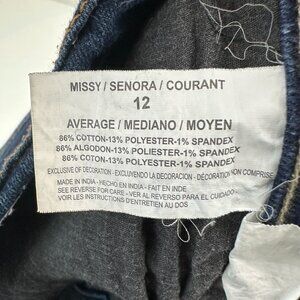 MISSY / SENORA / COURANT
12
AVERAGE / MEDIANO / MOYEN
86% COTTON-13% POLYESTER-1% SPANDEX
86% ALGODON-13% POLYESTER-1% SPANDEX
86% COTON-13% POLYESTER-1% SPANDEX
EXCLUSIVE OF DECORATION - EXCLUYENDO LA DECORACION - DÉCORATION NON COMPRISE
MADE IN INDIA - HECHO EN INDIA - FAIT EN INDE
SEE REVERSE FOR CARE - VER AL REVERSO PARA EL CUIDADO
VOIR LES INSTRUCTIONS D'ENTRETIEN AU DOS